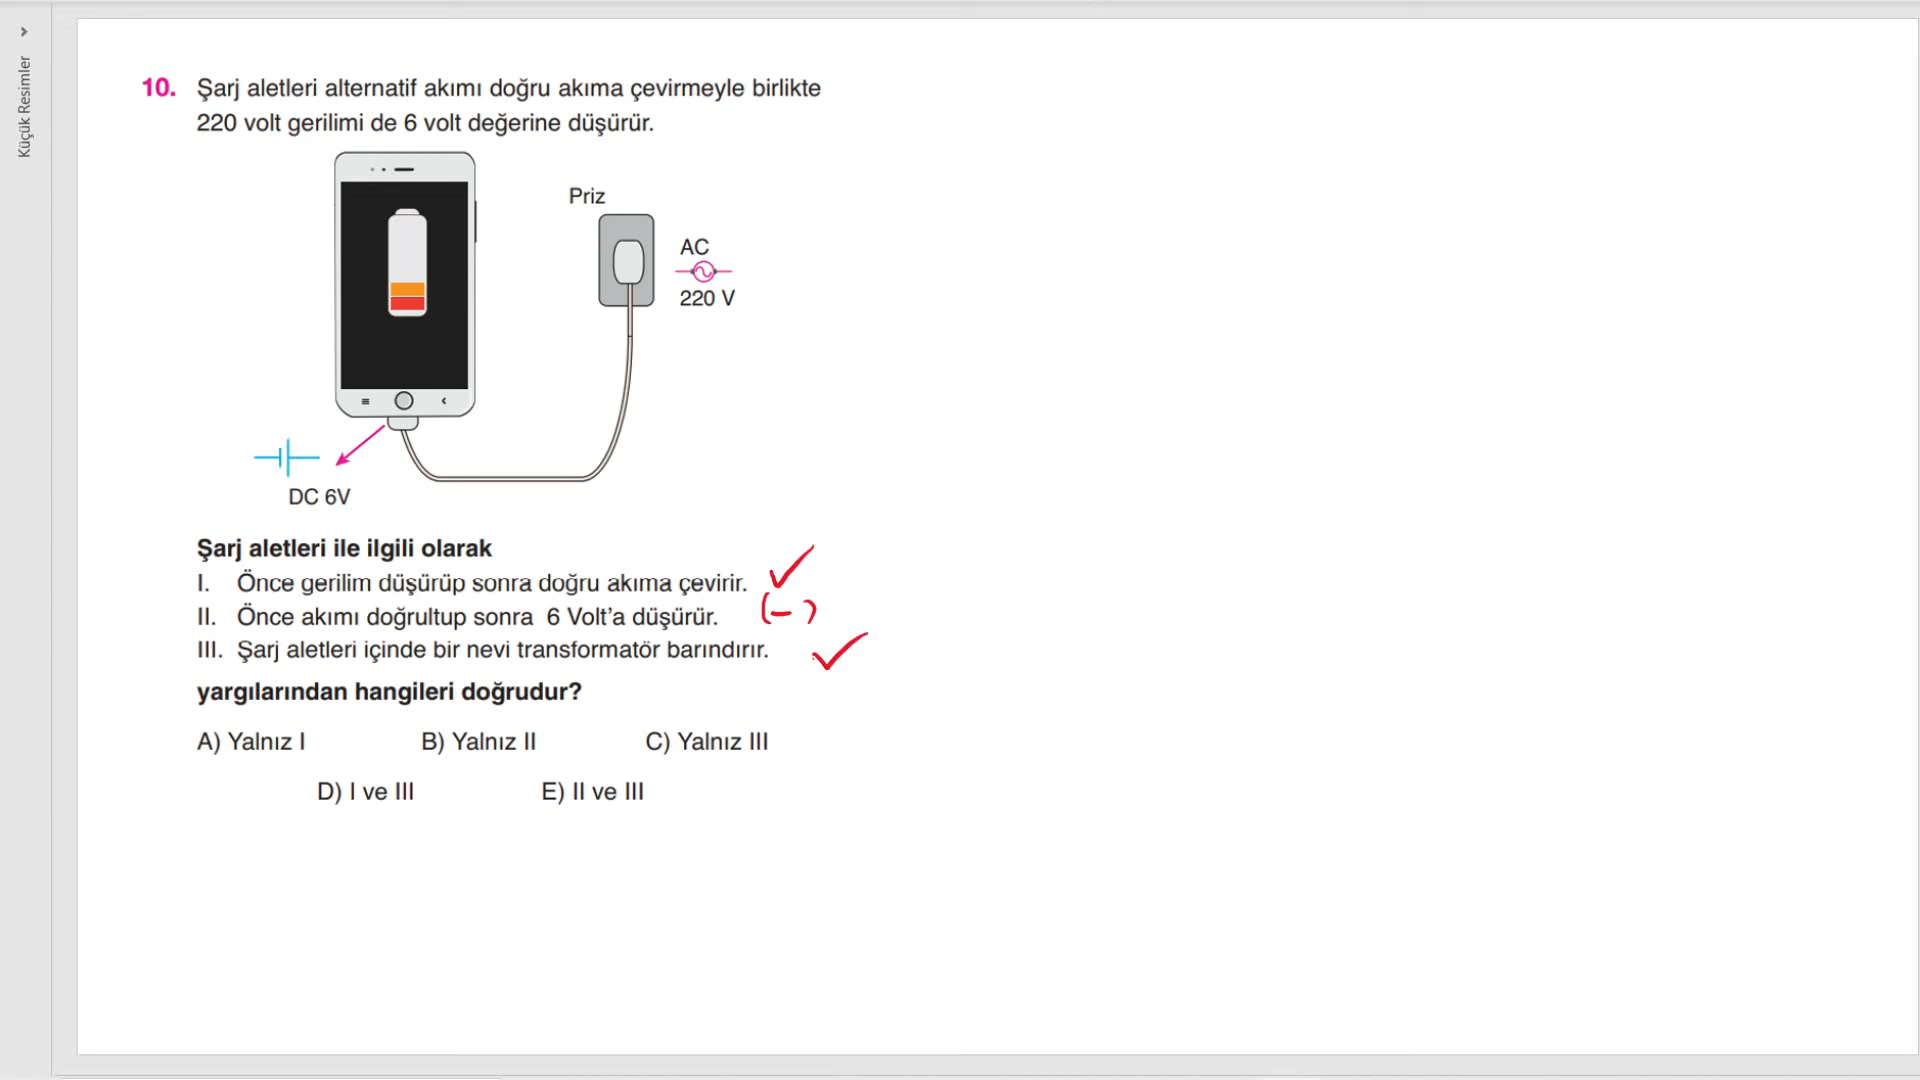 Küçük Resimler
10. Şarj aletleri alternatif akımı doğru akıma çevirmeyle birlikte
220 volt gerilimi de 6 volt değerine düşürür.
Priz
AC
220 V
DC 6V
Şarj aletleri ile ilgili olarak
I. Önce gerilim düşürüp sonra doğru akıma çevirir.
II. Önce akımı doğrultup sonra 6 Volt’a düşürür. (-)
III. Şarj aletleri içinde bir nevi transformatör barındırır.
yargılarından hangileri doğrudur?
A) Yalnız I B) Yalnız II C) Yalnız III
D) I ve III E) II ve III